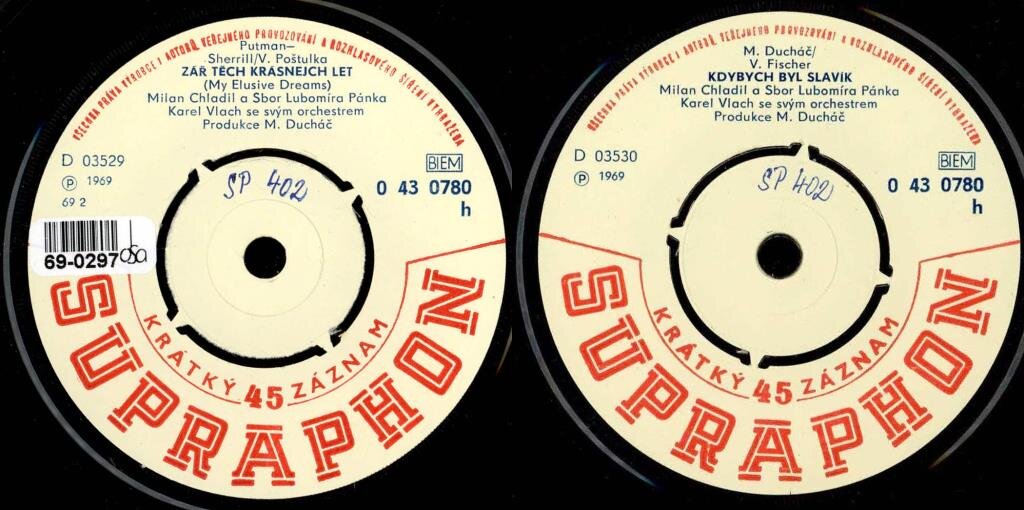 VŠECHNA PRÁVA VÝROBCE I AUTORŮ VEŘEJNÉHO PROVOZOVÁNÍ A ROZHLASOVÉHO ŠÍŘENÍ VYHRAZENA
Putman—
Sherrill/V. Poštulka
ZÁŘ TĚCH KRÁSNEJCH LET
(My Elusive Dreams)
Milan Chladil a Sbor Lubomíra Pánka
Karel Vlach se svým orchestrem
Produkce M. Ducháč
D 03529
BIEM
Ⓟ 1969
0 43 0780
69 2
h
SP 402
69-0297
OSA
KRÁTKÝ 45 ZÁZNAM
SUPRAPHON
VŠECHNA PRÁVA VÝROBCE I AUTORŮ VEŘEJNÉHO PROVOZOVÁNÍ A ROZHLASOVÉHO ŠÍŘENÍ VYHRAZENA
M. Ducháč/
V. Fischer
KDYBYCH BYL SLAVÍK
Milan Chladil a Sbor Lubomíra Pánka
Karel Vlach se svým orchestrem
Produkce M. Ducháč
D 03530
BIEM
Ⓟ 1969
0 43 0780
h
SP 402
KRÁTKÝ 45 ZÁZNAM
SUPRAPHON